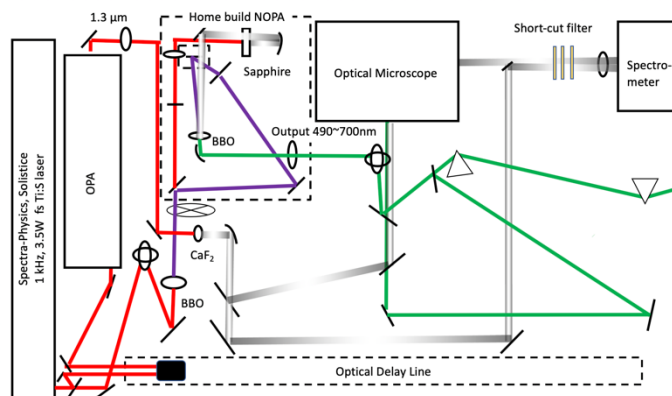 1.3 µm
Home build NOPA
Short-cut filter
Spectra-Physics, Solistice
1 kHz, 3.5W fs Ti:S laser
OPA
Sapphire
Optical Microscope
Spectro-
meter
BBO
Output 490~700nm
CaF2
BBO
Optical Delay Line